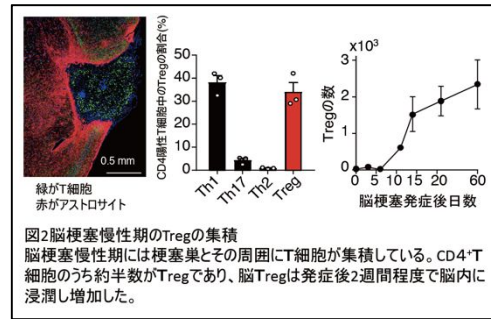 0.5 mm
緑がT細胞
赤がアストロサイト
CD4陽性T細胞中のTregの割合(%)
50
40
30
20
10
0
Th1
Th17
Th2
Treg
×10³
Tregの数
3
2
1
0
0 5 10 15 20 60
脳梗塞発症後日数
図2脳梗塞慢性期のTregの集積
脳梗塞慢性期には梗塞巣とその周囲にT細胞が集積している。CD4⁺T
細胞のうち約半数がTregであり、脳Tregは発症後2週間程度で脳内に
浸潤し増加した。